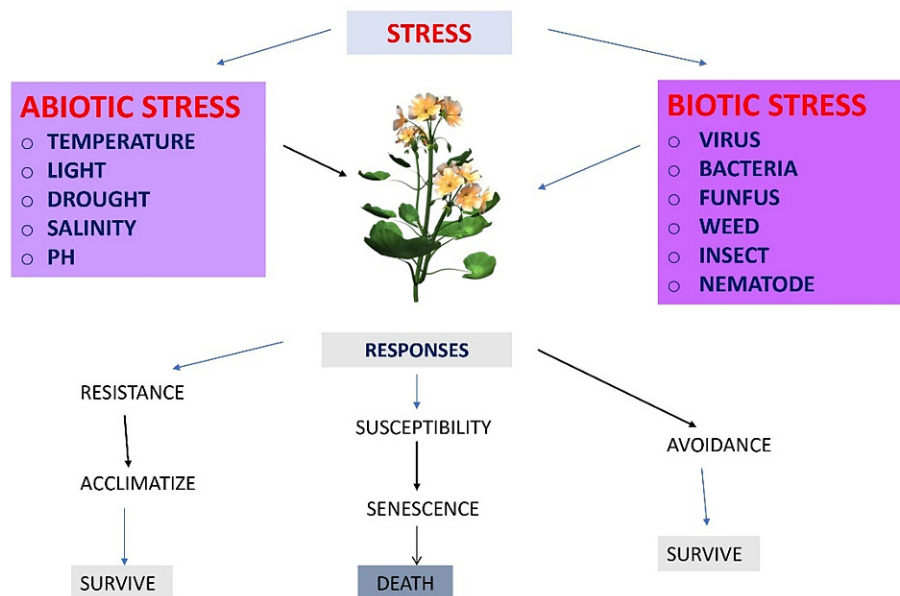 STRESS
ABIOTIC STRESS
○ TEMPERATURE
○ LIGHT
○ DROUGHT
○ SALINITY
○ PH
BIOTIC STRESS
○ VIRUS
○ BACTERIA
○ FUNFUS
○ WEED
○ INSECT
○ NEMATODE
RESPONSES
RESISTANCE
ACCLIMATIZE
SURVIVE
SUSCEPTIBILITY
SENESCENCE
DEATH
AVOIDANCE
SURVIVE